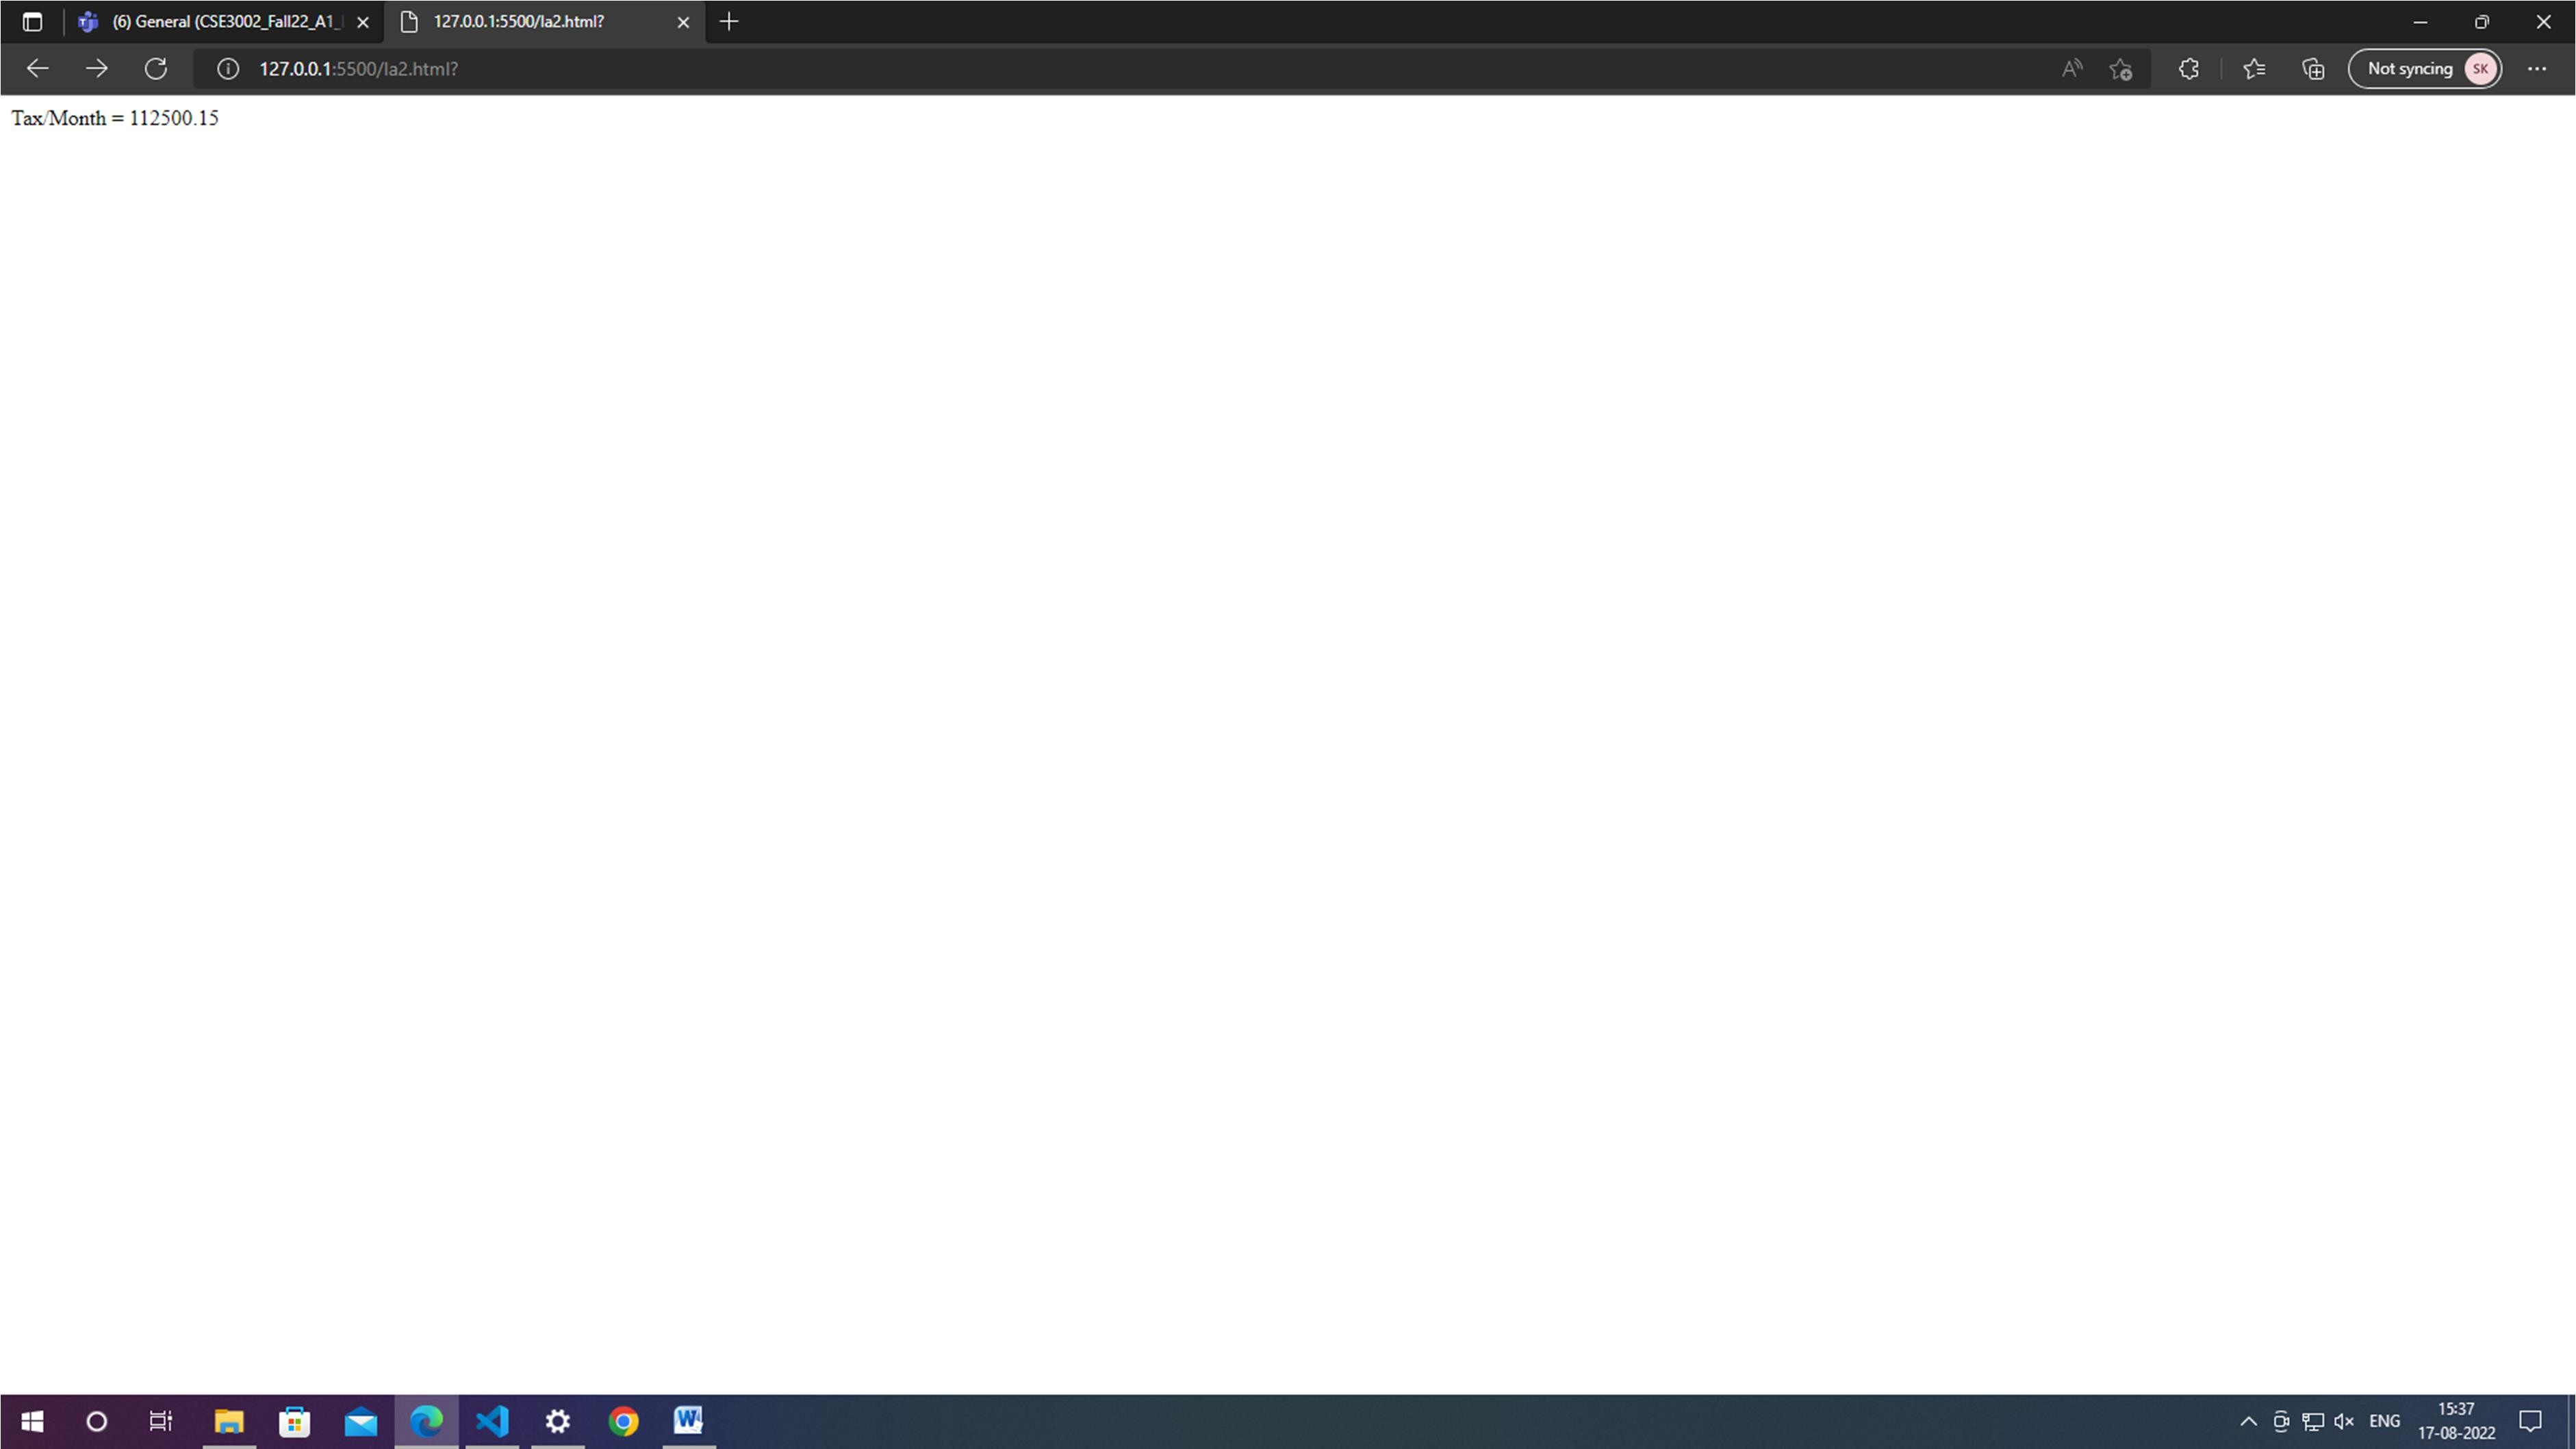 (6) General (CSE3002_Fall22_A1_
127.0.0.1:5500/la2.html?
127.0.0.1:5500/la2.html?
Not syncing
SK
Tax/Month = 112500.15
ENG
15:37
17-08-2022